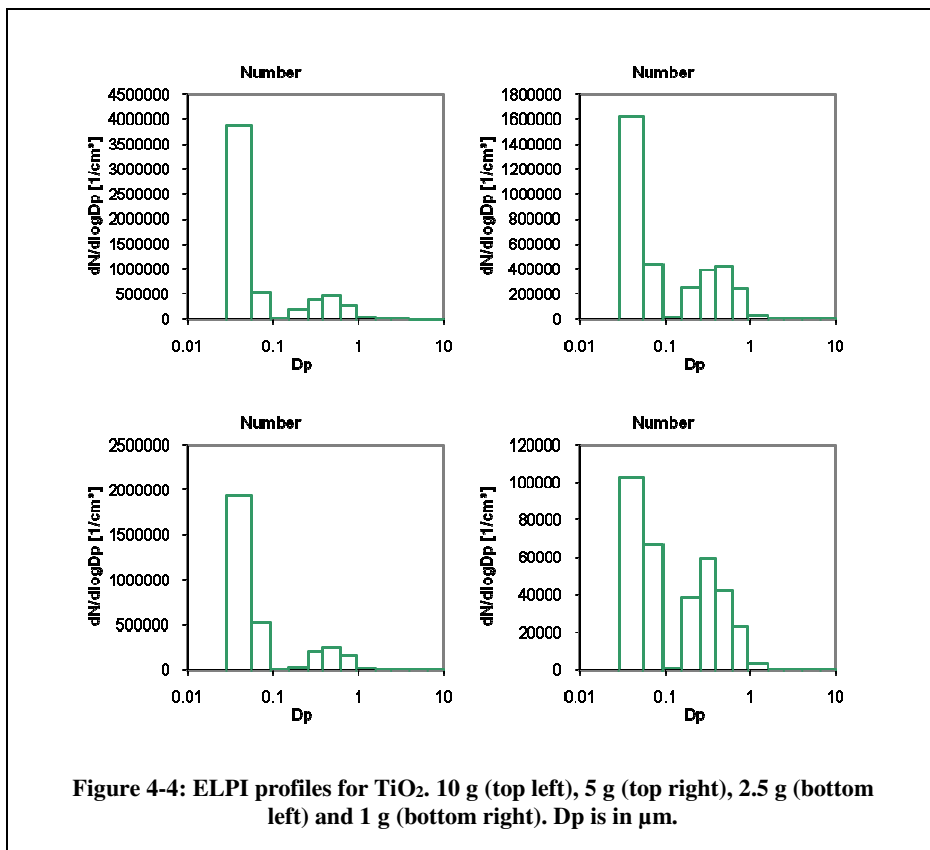 Number
dN/dlogDp [1/cm³]
4500000
4000000
3500000
3000000
2500000
2000000
1500000
1000000
500000
0
0.01 0.1 1 10
Dp
Number
dN/dlogDp [1/cm³]
1800000
1600000
1400000
1200000
1000000
800000
600000
400000
200000
0
0.01 0.1 1 10
Dp
Number
dN/dlogDp [1/cm³]
2500000
2000000
1500000
1000000
500000
0
0.01 0.1 1 10
Dp
Number
dN/dlogDp [1/cm³]
120000
100000
80000
60000
40000
20000
0
0.01 0.1 1 10
Dp
Figure 4-4: ELPI profiles for TiO₂. 10 g (top left), 5 g (top right), 2.5 g (bottom
left) and 1 g (bottom right). Dp is in µm.